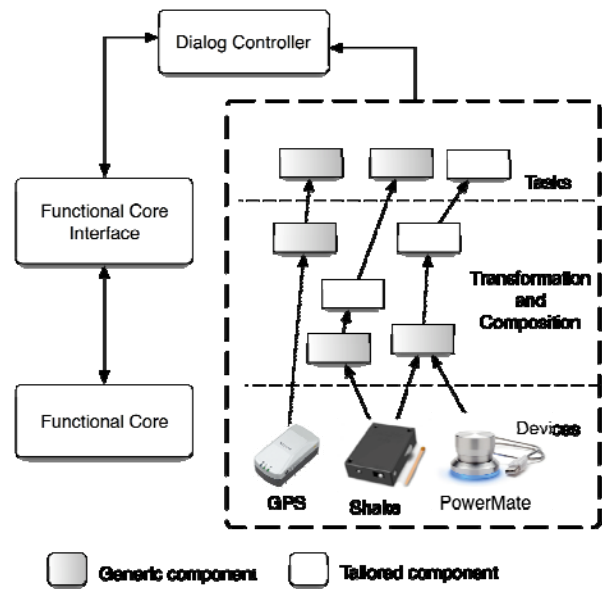 Dialog Controller
Functional Core
Interface
Functional Core
Tasks
Transformation
and
Composition
Devices
GPS
Shake
PowerMate
Generic component
Tailored component